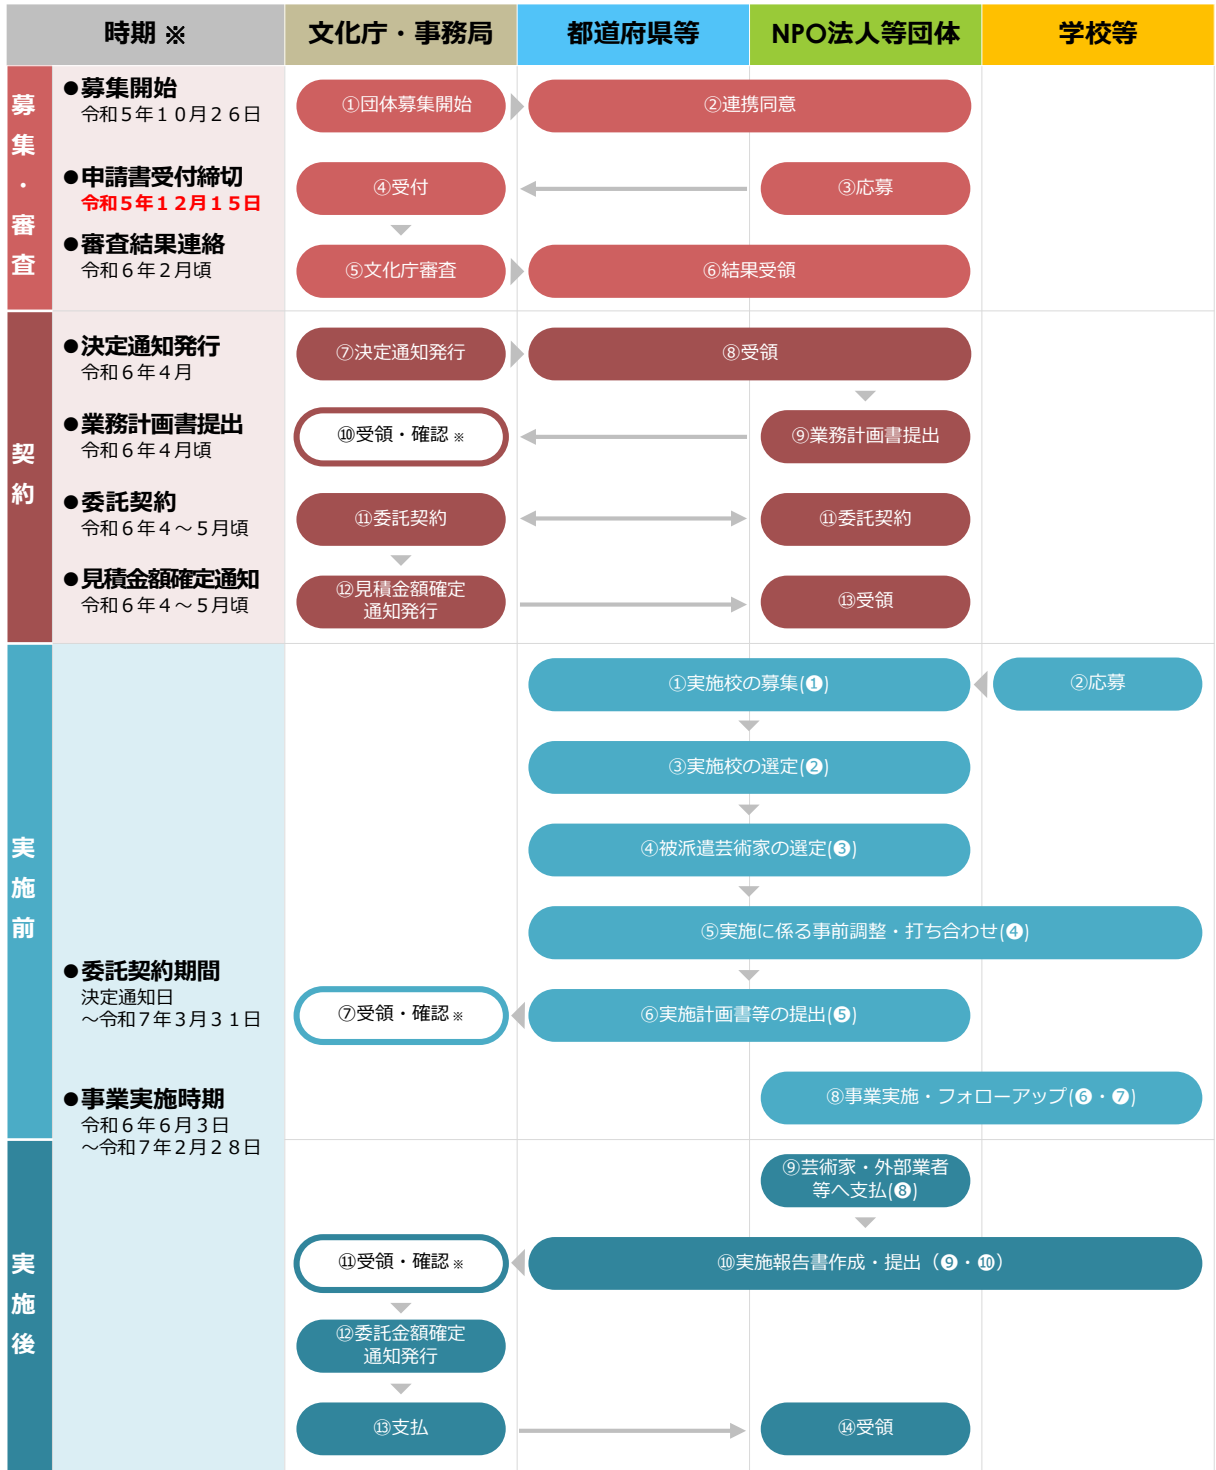 時期 ※
文化庁・事務局
都道府県等
NPO法人等団体
学校等
募集・審査
●募集開始
令和５年１０月２６日
①団体募集開始
②連携同意
●申請書受付締切
令和５年１２月１５日
④受付
③応募
●審査結果連絡
令和６年２月頃
⑤文化庁審査
⑥結果受領
契約
●決定通知発行
令和６年４月
⑦決定通知発行
⑧受領
●業務計画書提出
令和６年４月頃
⑩受領・確認 ※
⑨業務計画書提出
●委託契約
令和６年４～５月頃
⑪委託契約
⑪委託契約
●見積金額確定通知
令和６年４～５月頃
⑫見積金額確定
通知発行
⑬受領
実施前
①実施校の募集(❶)
②応募
③実施校の選定(❷)
④被派遣芸術家の選定(❸)
⑤実施に係る事前調整・打ち合わせ(❹)
●委託契約期間
決定通知日
～令和７年３月３１日
⑦受領・確認 ※
⑥実施計画書等の提出(❺)
●事業実施時期
令和６年６月３日
～令和７年２月２８日
⑧事業実施・フォローアップ(❻・❼)
実施後
⑨芸術家・外部業者
等へ支払(❽)
⑪受領・確認 ※
⑩実施報告書作成・提出（❾・❿）
⑫委託金額確定
通知発行
⑬支払
⑭受領